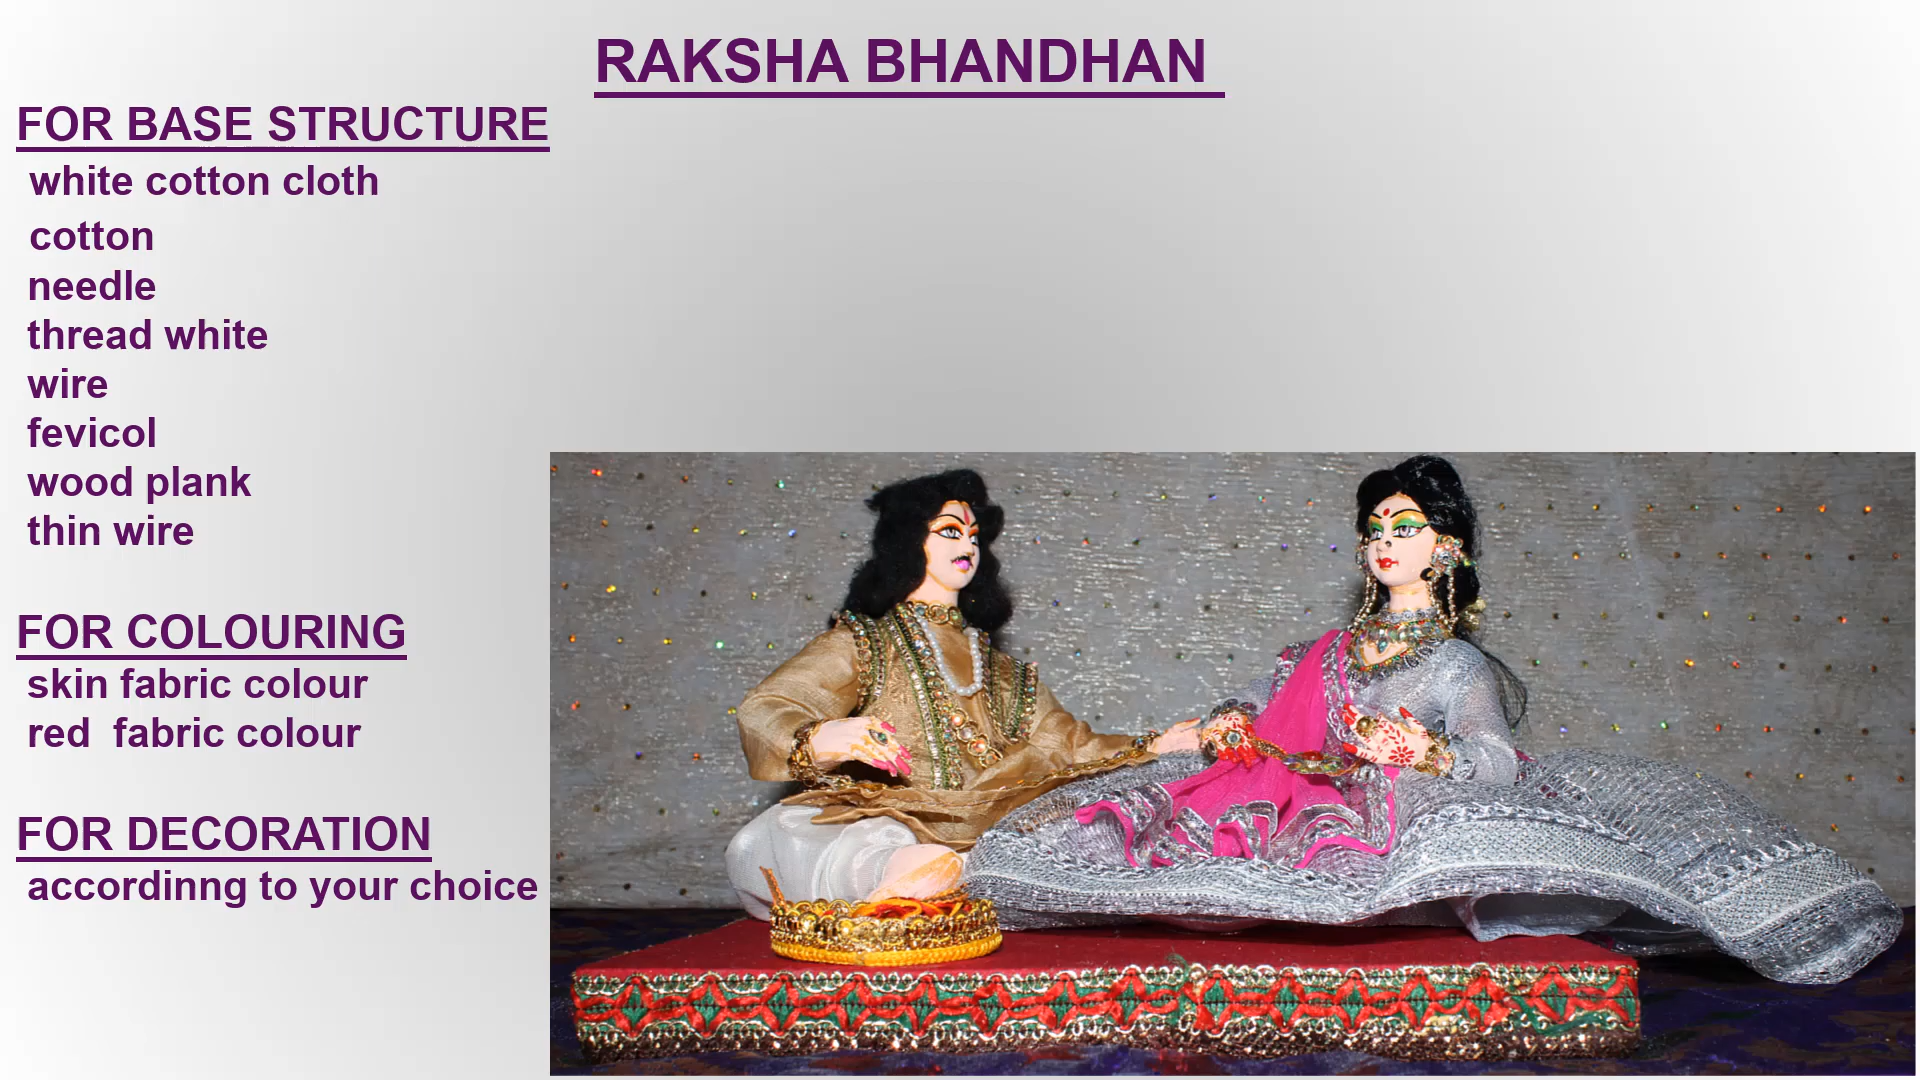 RAKSHA BHANDHAN
FOR BASE STRUCTURE
white cotton cloth
cotton
needle
thread white
wire
fevicol
wood plank
thin wire
FOR COLOURING
skin fabric colour
red fabric colour
FOR DECORATION
accordinng to your choice